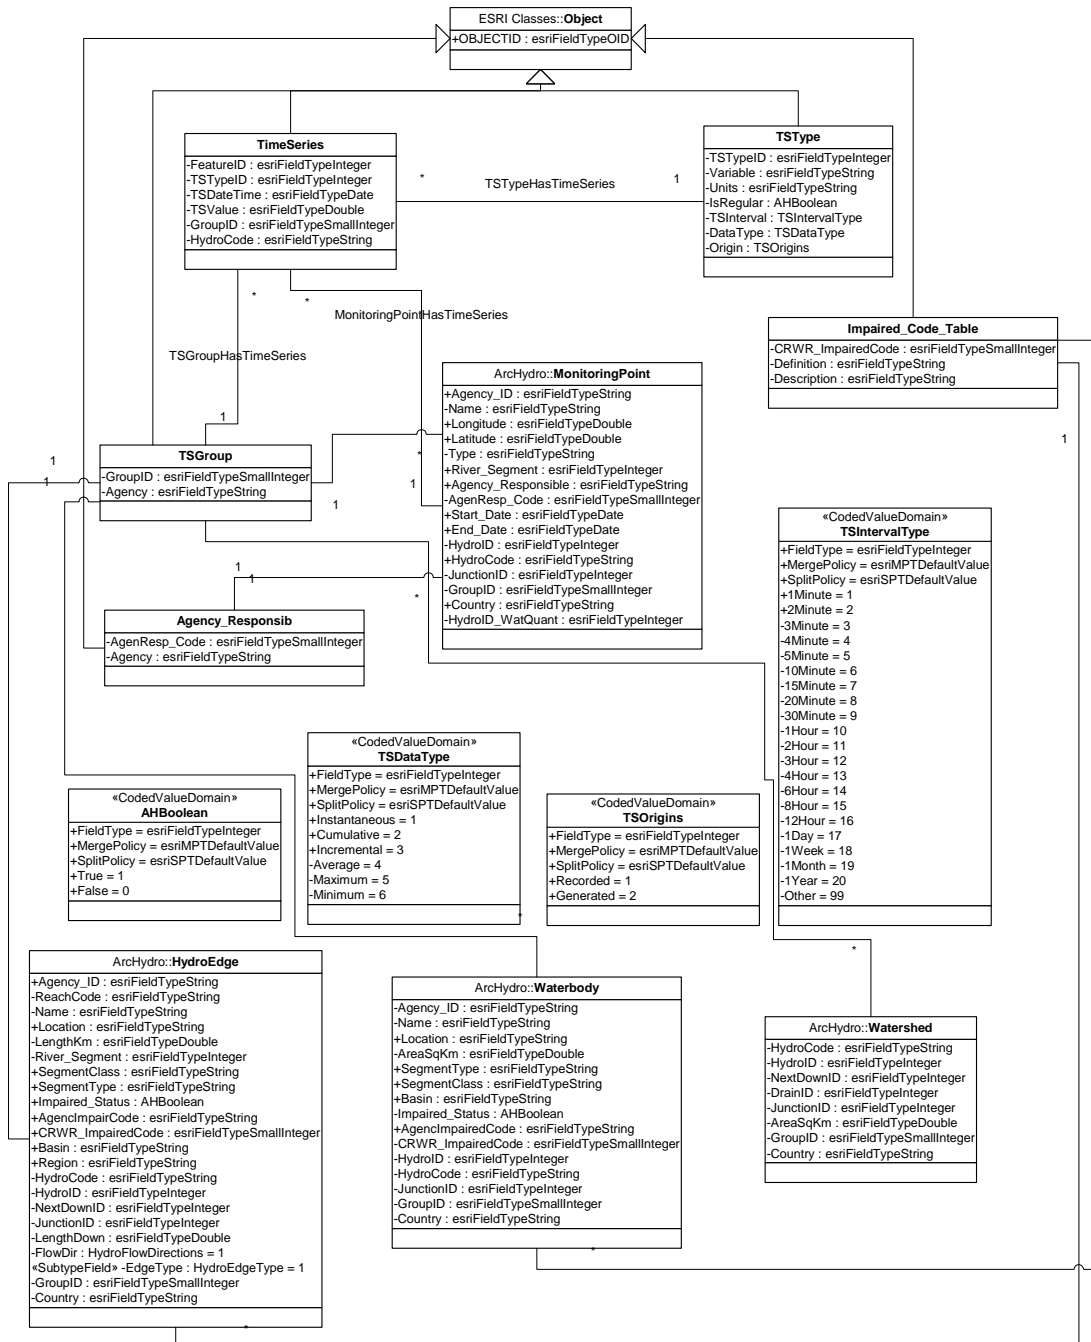 ESRI Classes::Object
+OBJECTID : esriFieldTypeOID
TimeSeries
-FeatureID : esriFieldTypeInteger
-TSTypeID : esriFieldTypeInteger
-TSDateTime : esriFieldTypeDate
-TSValue : esriFieldTypeDouble
-GroupID : esriFieldTypeSmallInteger
-HydroCode : esriFieldTypeString
*
TSTypeHasTimeSeries
1
TSType
-TSTypeID : esriFieldTypeInteger
-Variable : esriFieldTypeString
-Units : esriFieldTypeString
-IsRegular : AHBoolean
-TSInterval : TSIntervalType
-DataType : TSDataType
-Origin : TSOrigins
*
*
MonitoringPointHasTimeSeries
TSGroupHasTimeSeries
1
Impaired_Code_Table
-CRWR_ImpairedCode : esriFieldTypeSmallInteger
-Definition : esriFieldTypeString
-Description : esriFieldTypeString
1
ArcHydro::MonitoringPoint
+Agency_ID : esriFieldTypeString
-Name : esriFieldTypeString
+Longitude : esriFieldTypeDouble
+Latitude : esriFieldTypeDouble
-Type : esriFieldTypeString
+River_Segment : esriFieldTypeInteger
+Agency_Responsible : esriFieldTypeString
-AgenResp_Code : esriFieldTypeSmallInteger
+Start_Date : esriFieldTypeDate
+End_Date : esriFieldTypeDate
-HydroID : esriFieldTypeInteger
+HydroCode : esriFieldTypeString
-JunctionID : esriFieldTypeInteger
-GroupID : esriFieldTypeSmallInteger
+Country : esriFieldTypeString
-HydroID_WatQuant : esriFieldTypeInteger
1
1
TSGroup
-GroupID : esriFieldTypeSmallInteger
-Agency : esriFieldTypeString
*
1
1
1
1
*
Agency_Responsib
-AgenResp_Code : esriFieldTypeSmallInteger
-Agency : esriFieldTypeString
«CodedValueDomain»
TSIntervalType
+FieldType = esriFieldTypeInteger
+MergePolicy = esriMPTDefaultValue
+SplitPolicy = esriSPTDefaultValue
+1Minute = 1
+2Minute = 2
-3Minute = 3
-4Minute = 4
-5Minute = 5
-10Minute = 6
-15Minute = 7
-20Minute = 8
-30Minute = 9
-1Hour = 10
-2Hour = 11
-3Hour = 12
-4Hour = 13
-6Hour = 14
-8Hour = 15
-12Hour = 16
-1Day = 17
-1Week = 18
-1Month = 19
-1Year = 20
-Other = 99
«CodedValueDomain»
TSDataType
+FieldType = esriFieldTypeInteger
+MergePolicy = esriMPTDefaultValue
+SplitPolicy = esriSPTDefaultValue
+Instantaneous = 1
+Cumulative = 2
+Incremental = 3
-Average = 4
-Maximum = 5
-Minimum = 6
*
«CodedValueDomain»
AHBoolean
+FieldType = esriFieldTypeInteger
+MergePolicy = esriMPTDefaultValue
+SplitPolicy = esriSPTDefaultValue
+True = 1
+False = 0
«CodedValueDomain»
TSOrigins
+FieldType = esriFieldTypeInteger
+MergePolicy = esriMPTDefaultValue
+SplitPolicy = esriSPTDefaultValue
+Recorded = 1
+Generated = 2
*
ArcHydro::HydroEdge
+Agency_ID : esriFieldTypeString
-ReachCode : esriFieldTypeString
-Name : esriFieldTypeString
+Location : esriFieldTypeString
-LengthKm : esriFieldTypeDouble
-River_Segment : esriFieldTypeInteger
+SegmentClass : esriFieldTypeString
+SegmentType : esriFieldTypeString
+Impaired_Status : AHBoolean
+AgencImpairCode : esriFieldTypeString
+CRWR_ImpairedCode : esriFieldTypeSmallInteger
+Basin : esriFieldTypeString
+Region : esriFieldTypeString
-HydroCode : esriFieldTypeString
-HydroID : esriFieldTypeInteger
-NextDownID : esriFieldTypeInteger
-JunctionID : esriFieldTypeInteger
-LengthDown : esriFieldTypeDouble
-FlowDir : HydroFlowDirections = 1
«SubtypeField» -EdgeType : HydroEdgeType = 1
-GroupID : esriFieldTypeSmallInteger
-Country : esriFieldTypeString
*
ArcHydro::Waterbody
-Agency_ID : esriFieldTypeString
-Name : esriFieldTypeString
+Location : esriFieldTypeString
-AreaSqKm : esriFieldTypeDouble
+SegmentType : esriFieldTypeString
+SegmentClass : esriFieldTypeString
+Basin : esriFieldTypeString
-Impaired_Status : AHBoolean
+AgencImpairedCode : esriFieldTypeString
-CRWR_ImpairedCode : esriFieldTypeSmallInteger
-HydroID : esriFieldTypeInteger
-HydroCode : esriFieldTypeString
-JunctionID : esriFieldTypeInteger
-GroupID : esriFieldTypeSmallInteger
-Country : esriFieldTypeString
*
ArcHydro::Watershed
-HydroCode : esriFieldTypeString
-HydroID : esriFieldTypeInteger
-NextDownID : esriFieldTypeInteger
-DrainID : esriFieldTypeInteger
-JunctionID : esriFieldTypeInteger
-AreaSqKm : esriFieldTypeDouble
-GroupID : esriFieldTypeSmallInteger
-Country : esriFieldTypeString